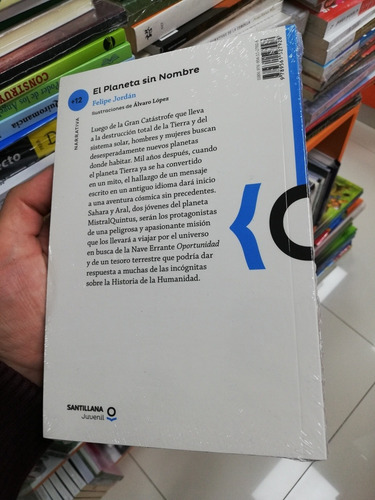 +12
El Planeta sin Nombre
Felipe Jordán
Ilustraciones de Álvaro López
NARRATIVA
Luego de la Gran Catástrofe que lleva
a la destrucción total de la Tierra y del
sistema solar, hombres y mujeres buscan
desesperadamente nuevos planetas
donde habitar. Mil años después, cuando
el planeta Tierra ya se ha convertido
en un mito, el hallazgo de un mensaje
escrito en un antiguo idioma dará inicio
a una aventura cósmica sin precedentes.
Sahara y Aral, dos jóvenes del planeta
MistralQuintus, serán los protagonistas
de una peligrosa y apasionante misión
que los llevará a viajar por el universo
en busca de la Nave Errante Oportunidad
y de un tesoro terrestre que podría dar
respuesta a muchas de las incógnitas
sobre la Historia de la Humanidad.
SANTILLANA
Juvenil